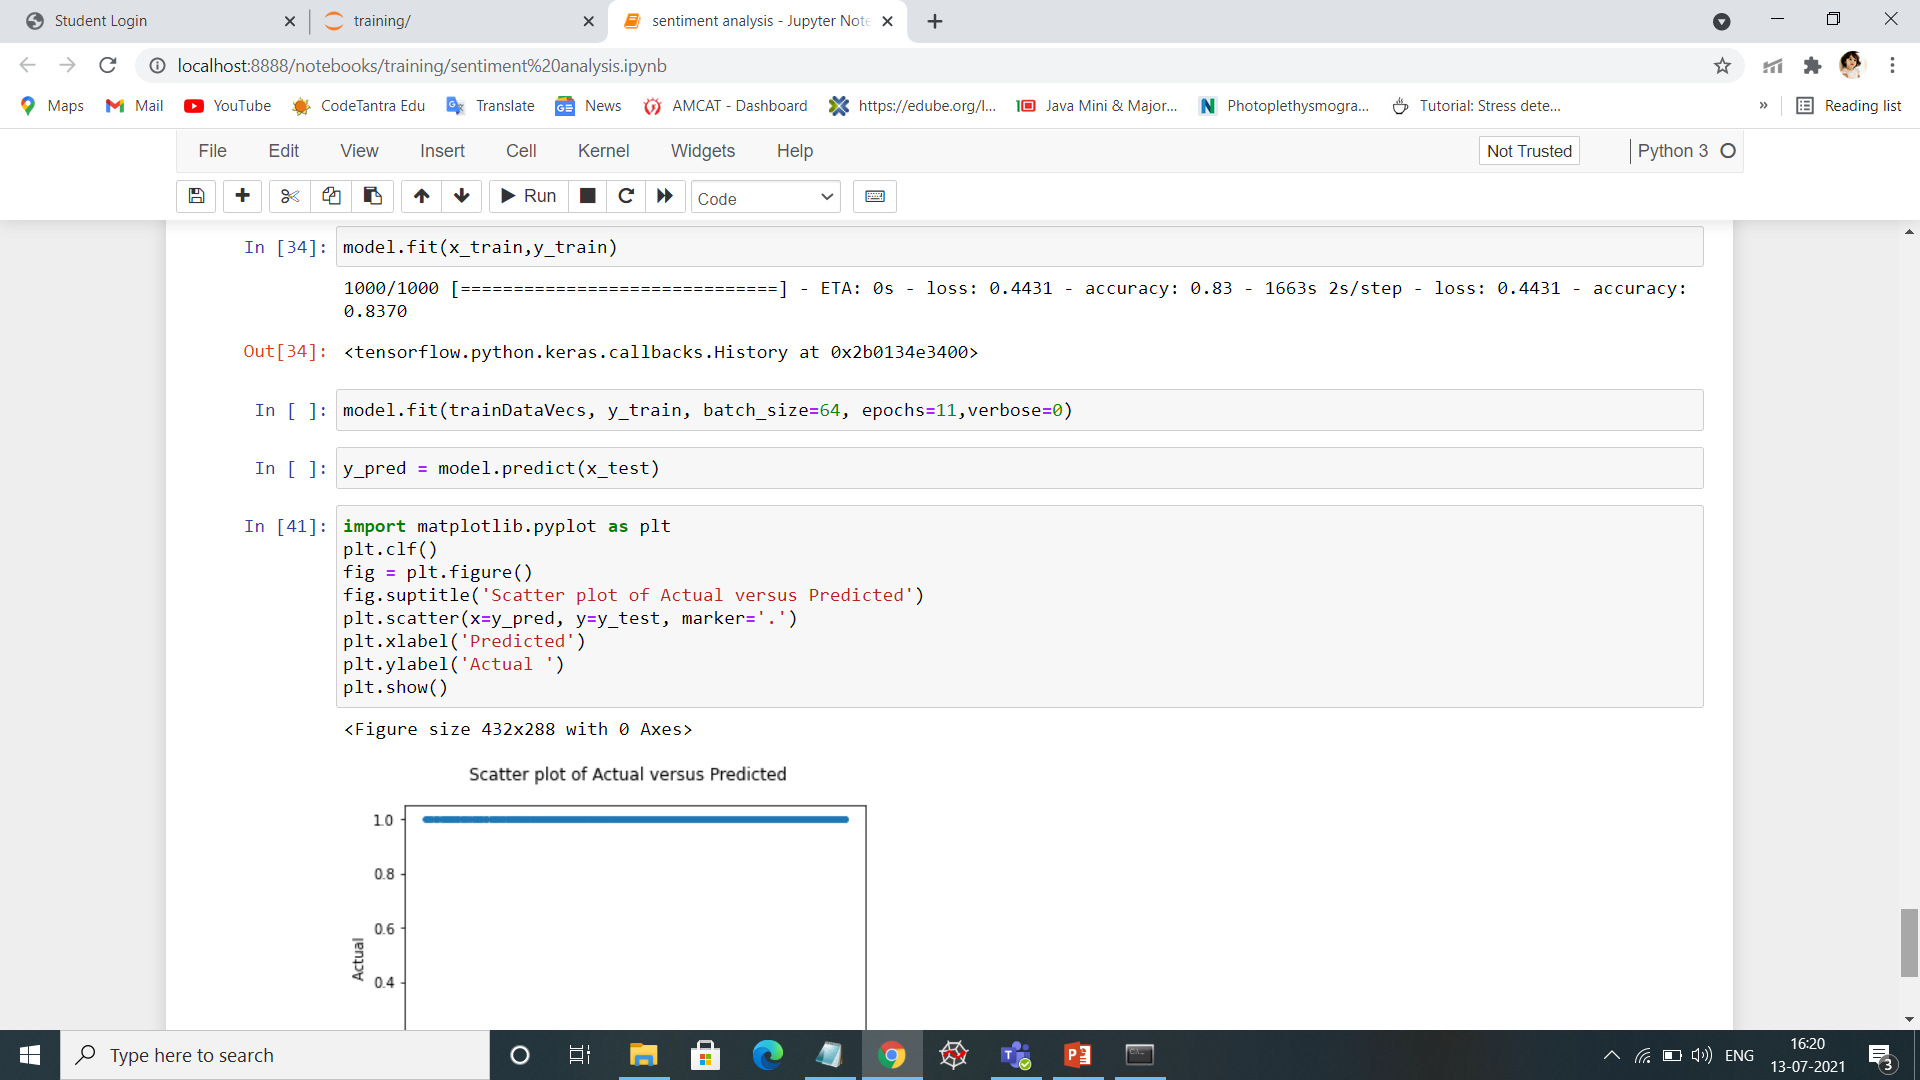 Student Login
training/
sentiment analysis - Jupyter Note
localhost:8888/notebooks/training/sentiment%20analysis.ipynb
Maps
Mail
YouTube
CodeTantra Edu
Translate
News
AMCAT - Dashboard
https://edube.org/l...
Java Mini & Major...
Photoplethysmogra...
Tutorial: Stress dete...
»
Reading list
File Edit View Insert Cell Kernel Widgets Help
Not Trusted
Python 3
Run
Code
In [34]: model.fit(x_train,y_train)
1000/1000 [==============================] - ETA: 0s - loss: 0.4431 - accuracy: 0.83 - 1663s 2s/step - loss: 0.4431 - accuracy:
0.8370
Out[34]: <tensorflow.python.keras.callbacks.History at 0x2b0134e3400>
In [ ]: model.fit(trainDataVecs, y_train, batch_size=64, epochs=11,verbose=0)
In [ ]: y_pred = model.predict(x_test)
In [41]: import matplotlib.pyplot as plt
plt.clf()
fig = plt.figure()
fig.suptitle('Scatter plot of Actual versus Predicted')
plt.scatter(x=y_pred, y=y_test, marker='.')
plt.xlabel('Predicted')
plt.ylabel('Actual ')
plt.show()
<Figure size 432x288 with 0 Axes>
Scatter plot of Actual versus Predicted
1.0
0.8
0.6
0.4
Actual
Type here to search
ENG
16:20
13-07-2021
3